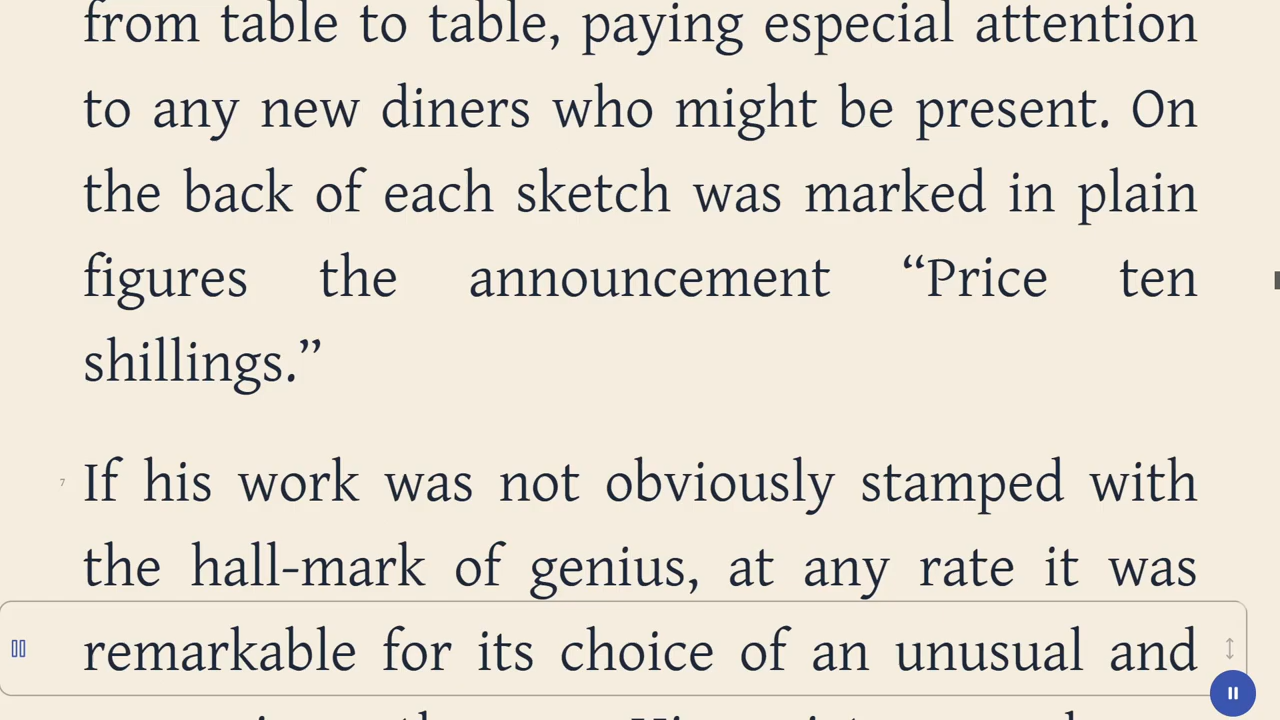 from table to table, paying especial attention
to any new diners who might be present. On
the back of each sketch was marked in plain
figures the announcement “Price ten
shillings.”
7
If his work was not obviously stamped with
the hall-mark of genius, at any rate it was
remarkable for its choice of an unusual and